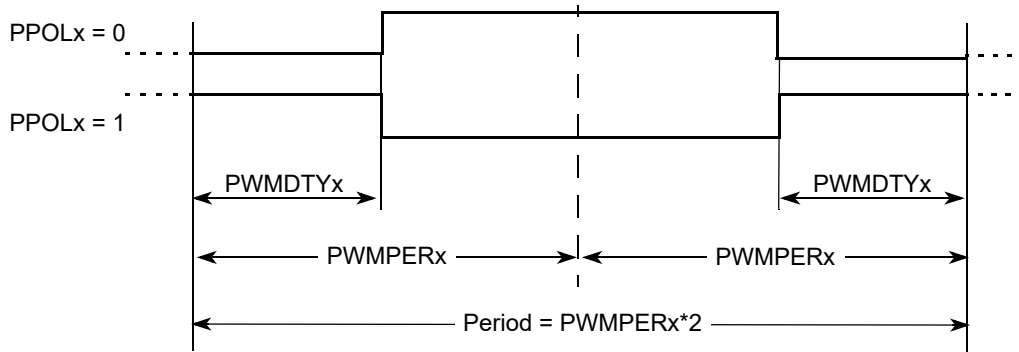 PPOLx = 0
PPOLx = 1
PWMDTYx PWMDTYx
PWMPERx PWMPERx
Period = PWMPERx*2